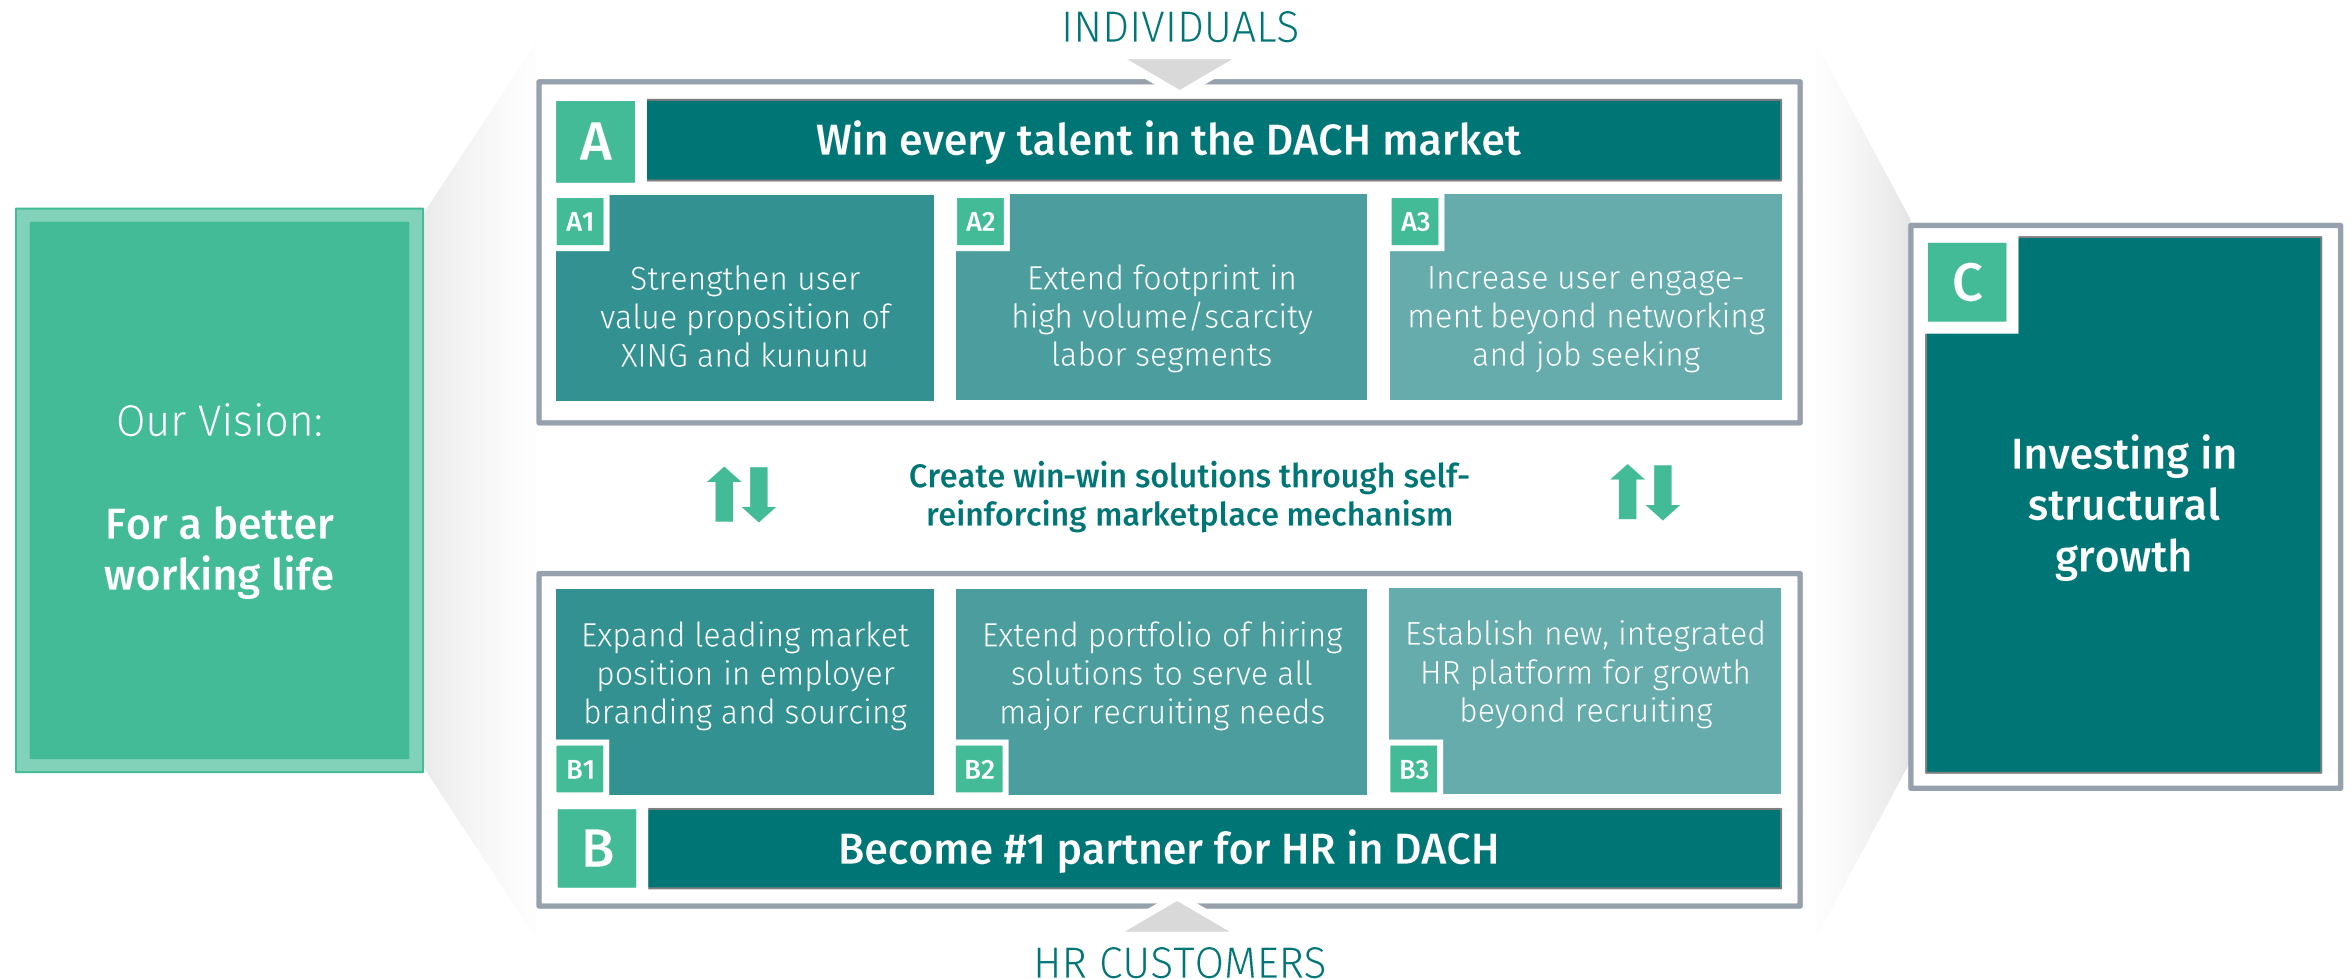 INDIVIDUALS
A
Win every talent in the DACH market
A1
Strengthen user
value proposition of
XING and kununu
A2
Extend footprint in
high volume/scarcity
labor segments
A3
Increase user engage-
ment beyond networking
and job seeking
Our Vision:
For a better
working life
Create win-win solutions through self-
reinforcing marketplace mechanism
C
Investing in
structural
growth
Expand leading market
position in employer
branding and sourcing
B1
Extend portfolio of hiring
solutions to serve all
major recruiting needs
B2
Establish new, integrated
HR platform for growth
beyond recruiting
B3
B
Become #1 partner for HR in DACH
HR CUSTOMERS